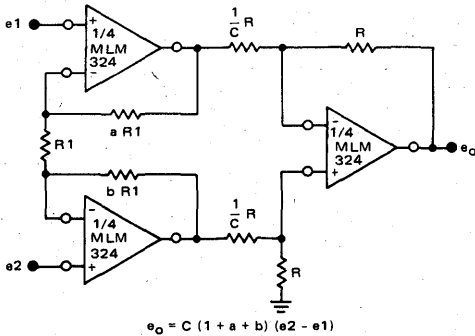 e1
+
1/4
MLM
324
−
1
C
R
R
a R1
R1
b R1
−
1/4
MLM
324
+
e2
−
1/4
MLM
324
+
eo
1
C
R
R
eo = C (1 + a + b) (e2 - e1)